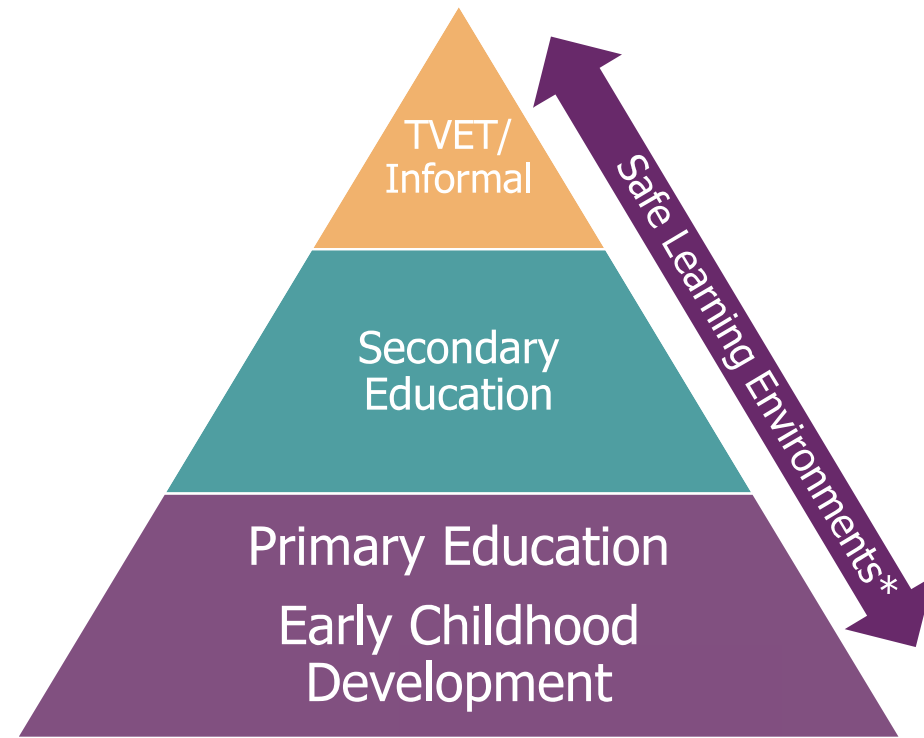 TVET/
Informal
Safe Learning Environments*
Secondary
Education
Primary Education
Early Childhood
Development